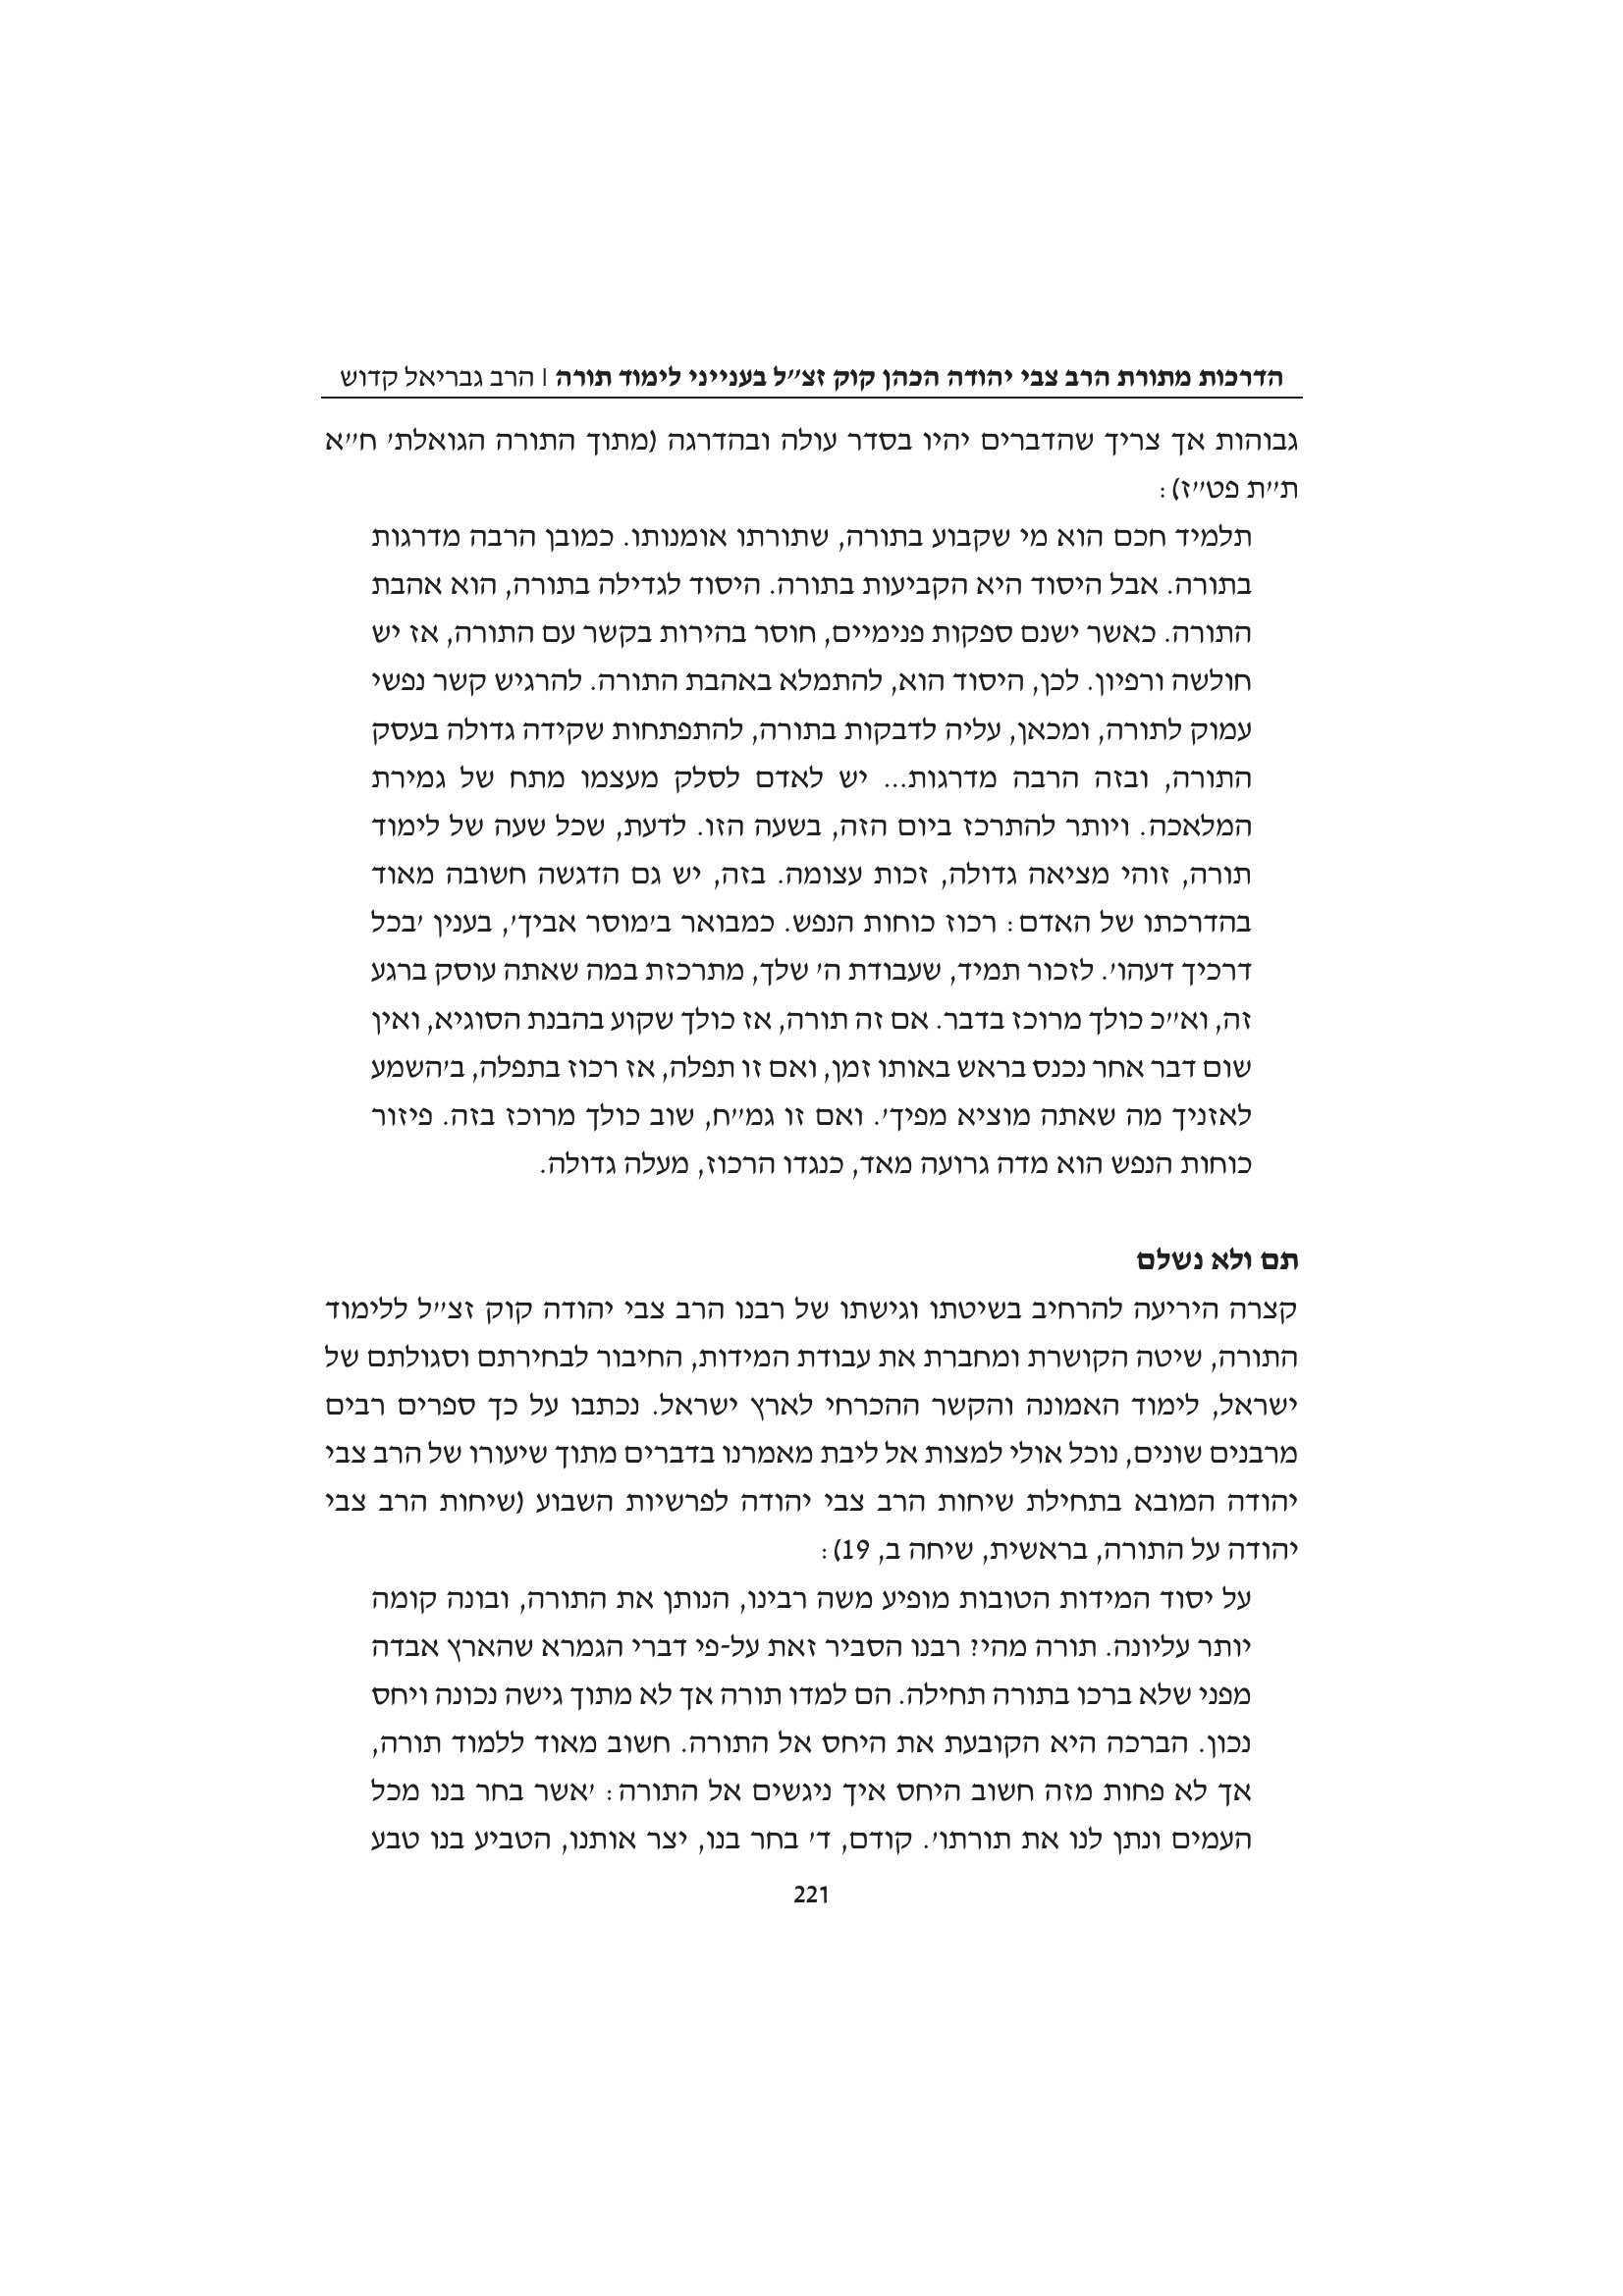 הדרכות מתורת הרב צבי יהודה הכהן קוק זצ״ל בענייני לימוד תורה | הרב גבריאל קדוש
גבוהות אך צריך שהדברים יהיו בסדר עולה ובהדרגה (מתוך התורה הגואלת׳ ח״א
ת״ת פט״ז):
תלמיד חכם הוא מי שקבוע בתורה, שתורתו אומנותו. כמובן הרבה מדרגות
בתורה. אבל היסוד היא הקביעות בתורה. היסוד לגדילה בתורה, הוא אהבת
התורה. כאשר ישנם ספקות פנימיים, חוסר בהירות בקשר עם התורה, אז יש
חולשה ורפיון. לכן, היסוד הוא, להתמלא באהבת התורה. להרגיש קשר נפשי
עמוק לתורה, ומכאן, עליה לדבקות בתורה, להתפתחות שקידה גדולה בעסק
התורה, ובזה הרבה מדרגות... יש לאדם לסלק מעצמו מתח של גמירת
המלאכה. ויותר להתרכז ביום הזה, בשעה הזו. לדעת, שכל שעה של לימוד
תורה, זוהי מציאה גדולה, זכות עצומה. בזה, יש גם הדגשה חשובה מאוד
בהדרכתו של האדם: רכוז כוחות הנפש. כמבואר ב׳מוסר אביך׳, בענין ׳בכל
דרכיך דעהו׳. לזכור תמיד, שעבודת ה׳ שלך, מתרכזת במה שאתה עוסק ברגע
זה, וא״כ כולך מרוכז בדבר. אם זה תורה, אז כולך שקוע בהבנת הסוגיא, ואין
שום דבר אחר נכנס בראש באותו זמן, ואם זו תפלה, אז רכוז בתפלה, ב׳השמע
לאזניך מה שאתה מוציא מפיך׳. ואם זו גמ״ח, שוב כולך מרוכז בזה. פיזור
כוחות הנפש הוא מדה גרועה מאד, כנגדו הרכוז, מעלה גדולה.
תם ולא נשלם
קצרה היריעה להרחיב בשיטתו וגישתו של רבנו הרב צבי יהודה קוק זצ״ל ללימוד
התורה, שיטה הקושרת ומחברת את עבודת המידות, החיבור לבחירתם וסגולתם של
ישראל, לימוד האמונה והקשר ההכרחי לארץ ישראל. נכתבו על כך ספרים רבים
מרבנים שונים, נוכל אולי למצות אל ליבת מאמרנו בדברים מתוך שיעורו של הרב צבי
יהודה המובא בתחילת שיחות הרב צבי יהודה לפרשיות השבוע (שיחות הרב צבי
יהודה על התורה, בראשית, שיחה ב, 19):
על יסוד המידות הטובות מופיע משה רבינו, הנותן את התורה, ובונה קומה
יותר עליונה. תורה מהי? רבנו הסביר זאת על-פי דברי הגמרא שהארץ אבדה
מפני שלא ברכו בתורה תחילה. הם למדו תורה אך לא מתוך גישה נכונה ויחס
נכון. הברכה היא הקובעת את היחס אל התורה. חשוב מאוד ללמוד תורה,
אך לא פחות מזה חשוב היחס איך ניגשים אל התורה: ׳אשר בחר בנו מכל
העמים ונתן לנו את תורתו׳. קודם, ד׳ בחר בנו, יצר אותנו, הטביע בנו טבע
221